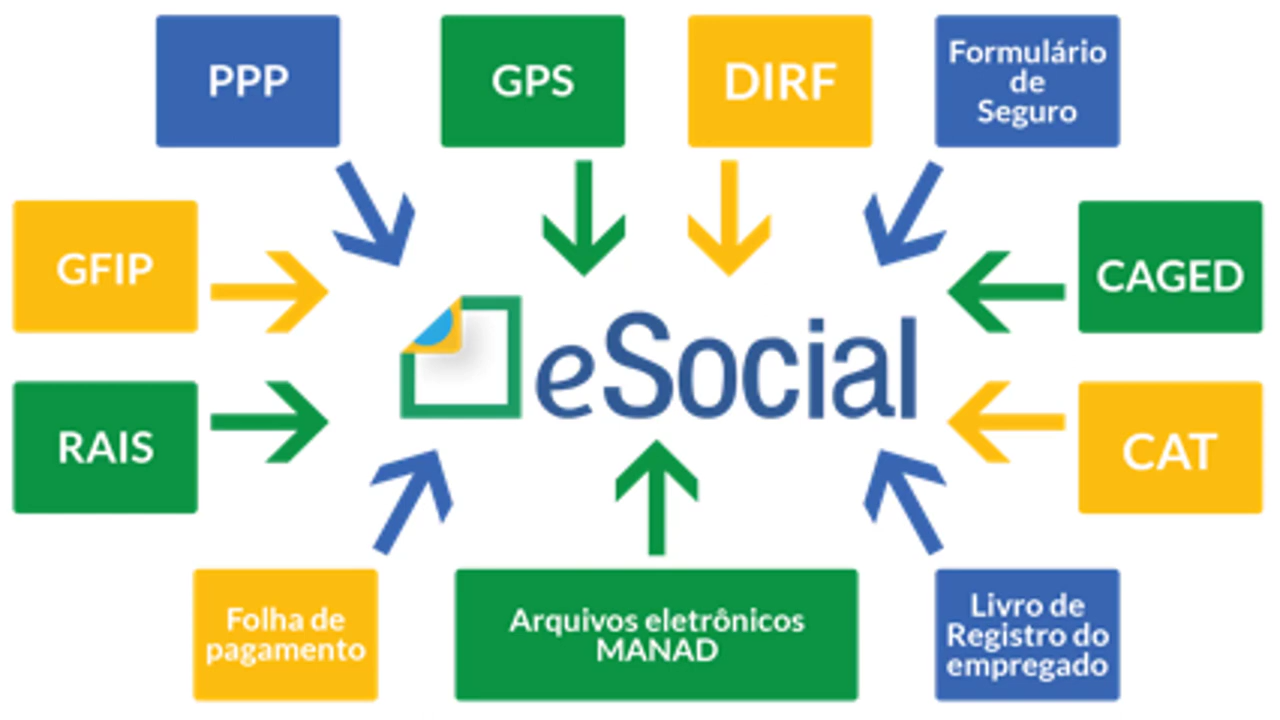 PPP
GPS
DIRF
Formulário
de
Seguro
GFIP
CAGED
eSocial
RAIS
CAT
Folha de
pagamento
Arquivos eletrônicos
MANAD
Livro de
Registro do
empregado